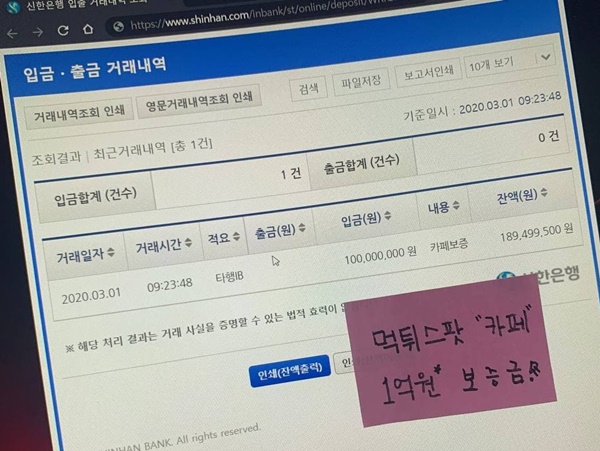 신한은행 입출 거래내역 조회
https://www.shinhan.com/inbank/st/online/deposit/
입금 · 출금 거래내역
거래내역조회 인쇄 영문거래내역조회 인쇄 검색 파일저장 보고서인쇄 10개 보기
기준일시 : 2020.03.01 09:23:48
조회결과 | 최근거래내역 [총 1건]
입금합계 (건수) 1 건 출금합계 (건수) 0 건
거래일자 거래시간 적요 출금(원) 입금(원) 내용 잔액(원)
2020.03.01 09:23:48 타행IB 100,000,000 원 카페보증 189,499,500 원
신한은행
※ 해당 처리 결과는 거래 사실을 증명할 수 있는 법적 효력이
인쇄(잔액출력)
먹튀스팟 "카페"
1억원* 보증금
BANK. All rights reserved.